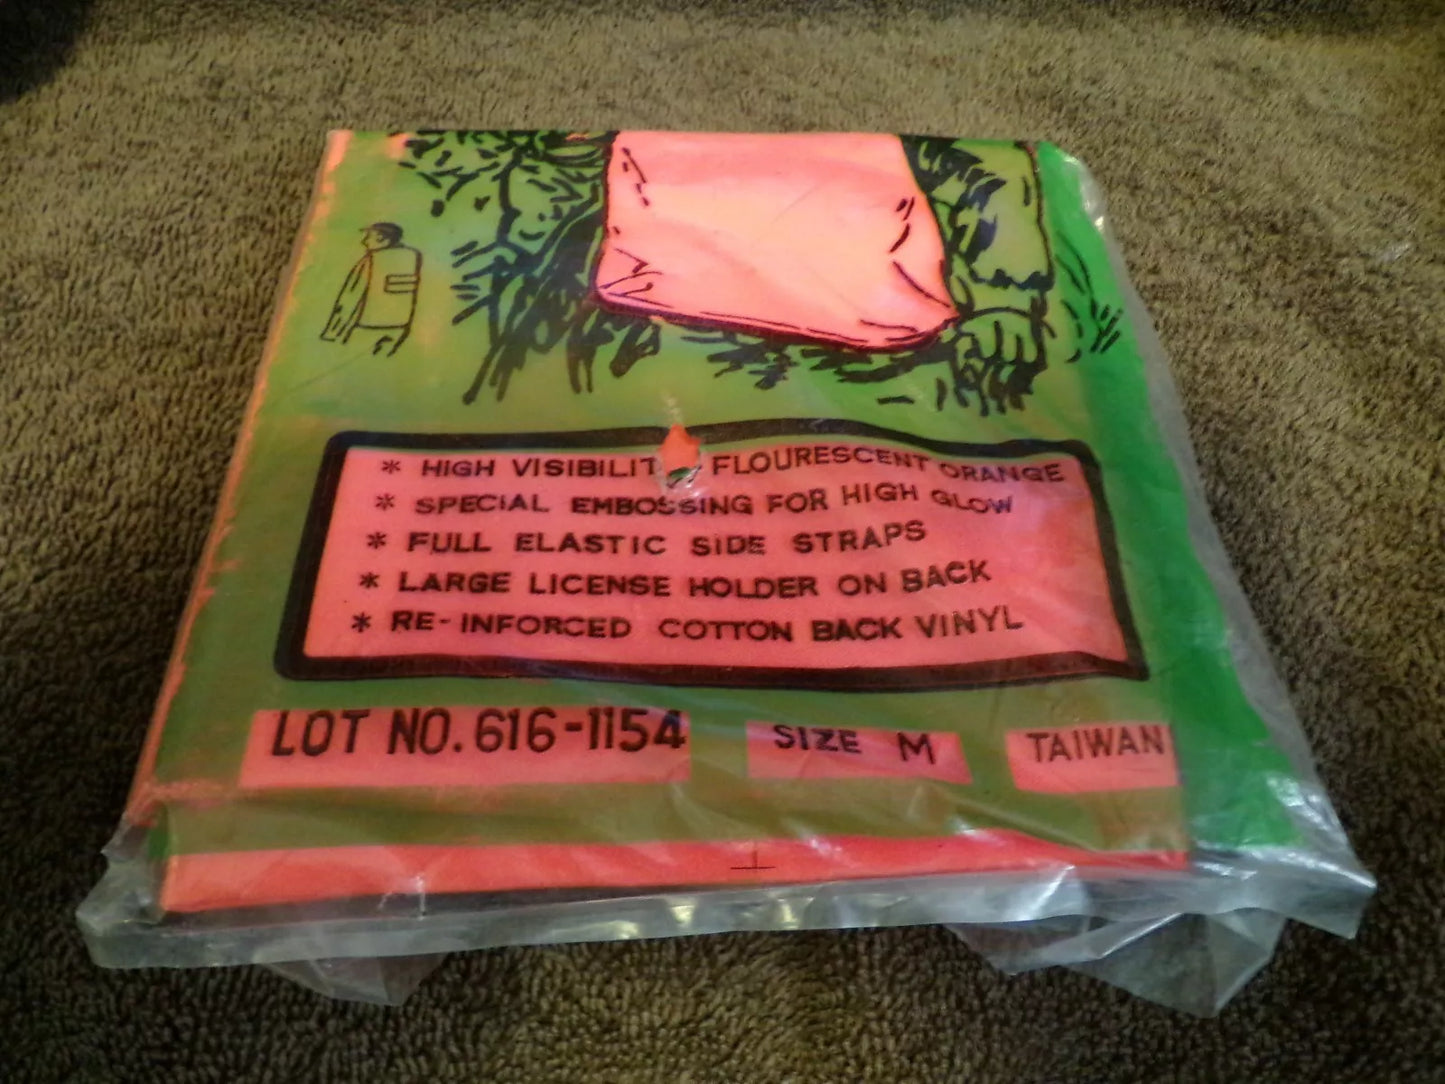 * HIGH VISIBILIT FLOURESCENT ORANGE
* SPECIAL EMBOSSING FOR HIGH GLOW
* FULL ELASTIC SIDE STRAPS
* LARGE LICENSE HOLDER ON BACK
* RE-INFORCED COTTON BACK VINYL
LOT NO. 616-1154 SIZE M TAIWAN